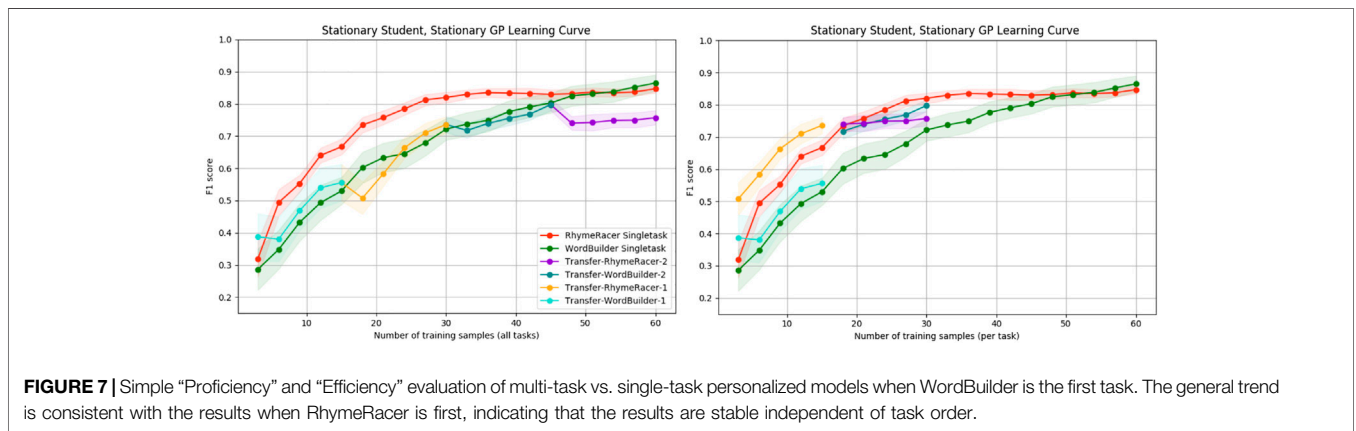 Stationary Student, Stationary GP Learning Curve
1.0
0.9
0.8
0.7
0.6
0.5
0.4
0.3
0.2
F1 score
10
20
30
40
50
60
Number of training samples (all tasks)
RhymeRacer Singletask
WordBuilder Singletask
Transfer-RhymeRacer-2
Transfer-WordBuilder-2
Transfer-RhymeRacer-1
Transfer-WordBuilder-1
Stationary Student, Stationary GP Learning Curve
1.0
0.9
0.8
0.7
0.6
0.5
0.4
0.3
0.2
F1 score
10
20
30
40
50
60
Number of training samples (per task)
FIGURE 7 | Simple “Proficiency” and “Efficiency” evaluation of multi-task vs. single-task personalized models when WordBuilder is the first task. The general trend
is consistent with the results when RhymeRacer is first, indicating that the results are stable independent of task order.